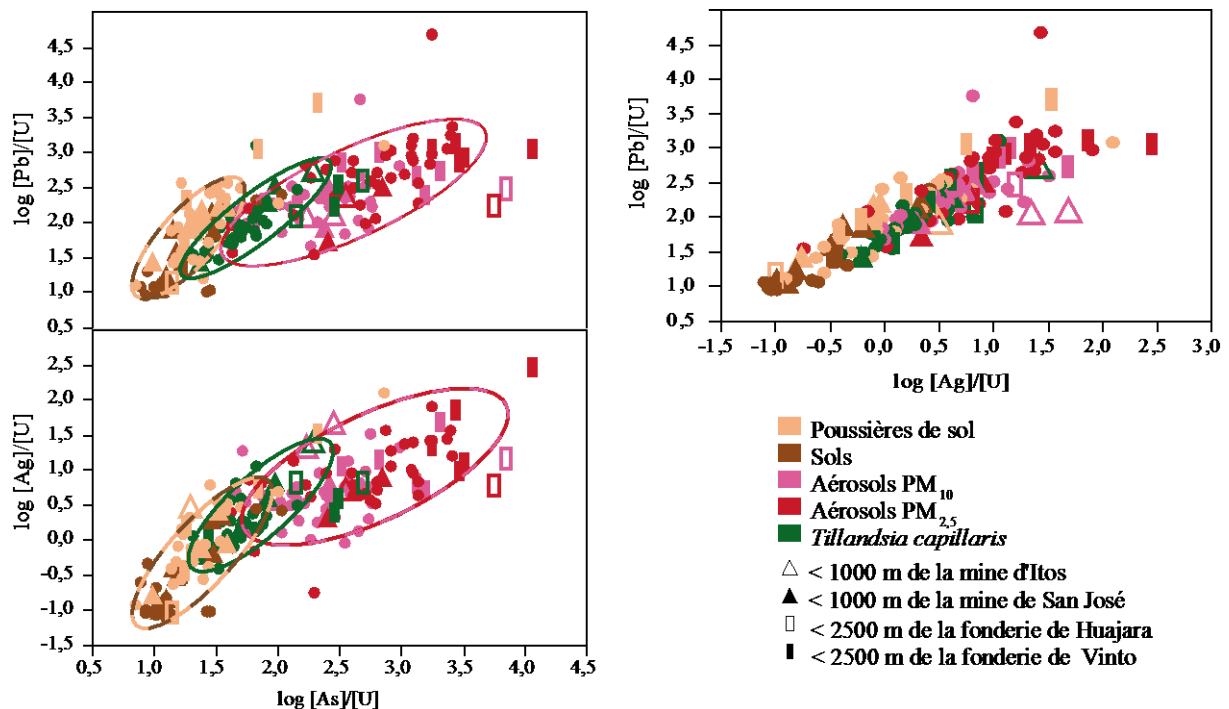 4,5
4,0
3,5
3,0
2,5
2,0
1,5
1,0
0,5
log [Pb]/[U]
2,5
2,0
1,5
1,0
0,5
0,0
-0,5
-1,0
-1,5
log [Ag]/[U]
0,5 1,0 1,5 2,0 2,5 3,0 3,5 4,0 4,5
log [As]/[U]
4,5
4,0
3,5
3,0
2,5
2,0
1,5
1,0
0,5
log [Pb]/[U]
-1,5 -1,0 -0,5 0,0 0,5 1,0 1,5 2,0 2,5 3,0
log [Ag]/[U]
Poussières de sol
Sols
Aérosols PM10
Aérosols PM2,5
Tillandsia capillaris
< 1000 m de la mine d'Itos
< 1000 m de la mine de San José
< 2500 m de la fonderie de Huajara
< 2500 m de la fonderie de Vinto